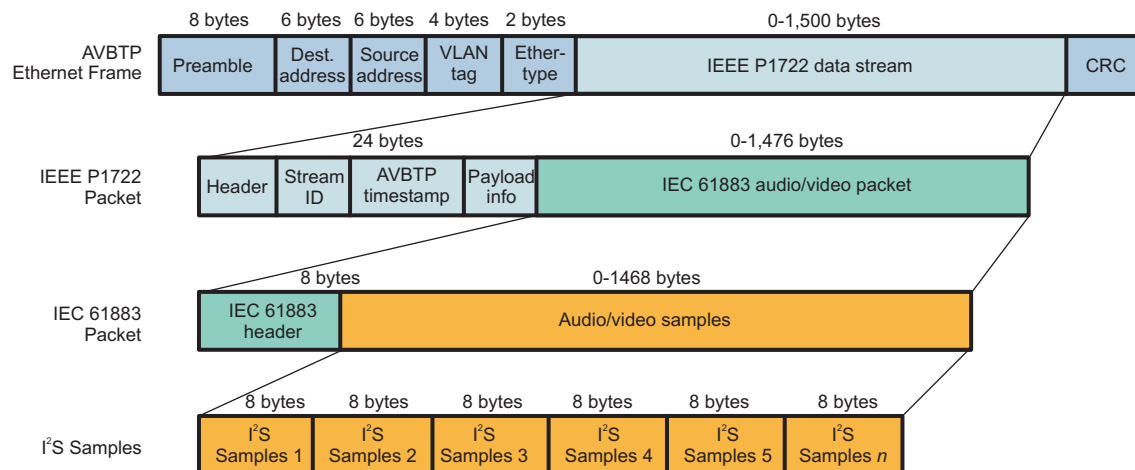 8 bytes 6 bytes 6 bytes 4 bytes 2 bytes 0-1,500 bytes
AVBTP
Ethernet Frame
Preamble
Dest.
address
Source
address
VLAN
tag
Ether-
type
IEEE P1722 data stream
CRC
24 bytes 0-1,476 bytes
IEEE P1722
Packet
Header
Stream
ID
AVBTP
timestamp
Payload
info
IEC 61883 audio/video packet
8 bytes 0-1468 bytes
IEC 61883
Packet
IEC 61883
header
Audio/video samples
8 bytes 8 bytes 8 bytes 8 bytes 8 bytes 8 bytes
I²S Samples
I²S
Samples 1
I²S
Samples 2
I²S
Samples 3
I²S
Samples 4
I²S
Samples 5
I²S
Samples n